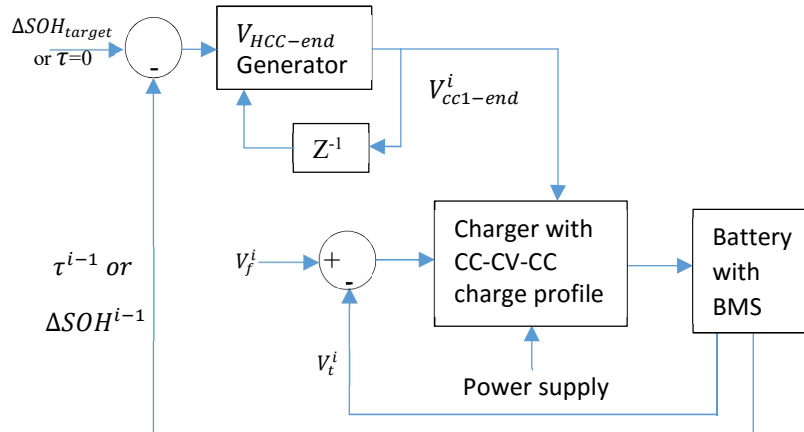 ΔSOH_target
or τ=0
-
V_HCC−end
Generator
V^i_cc1−end
Z⁻¹
τ^i−1 or
ΔSOH^i−1
V^i_f
+
-
V^i_t
Charger with
CC-CV-CC
charge profile
Battery
with
BMS
Power supply